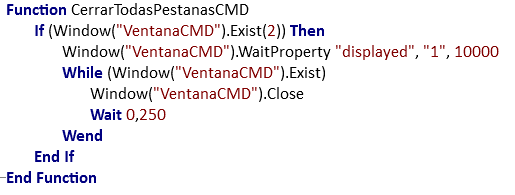 Function CerrarTodasPestanasCMD
If (Window("VentanaCMD").Exist(2)) Then
Window("VentanaCMD").WaitProperty "displayed", "1", 10000
While (Window("VentanaCMD").Exist)
Window("VentanaCMD").Close
Wait 0,250
Wend
End If
End Function